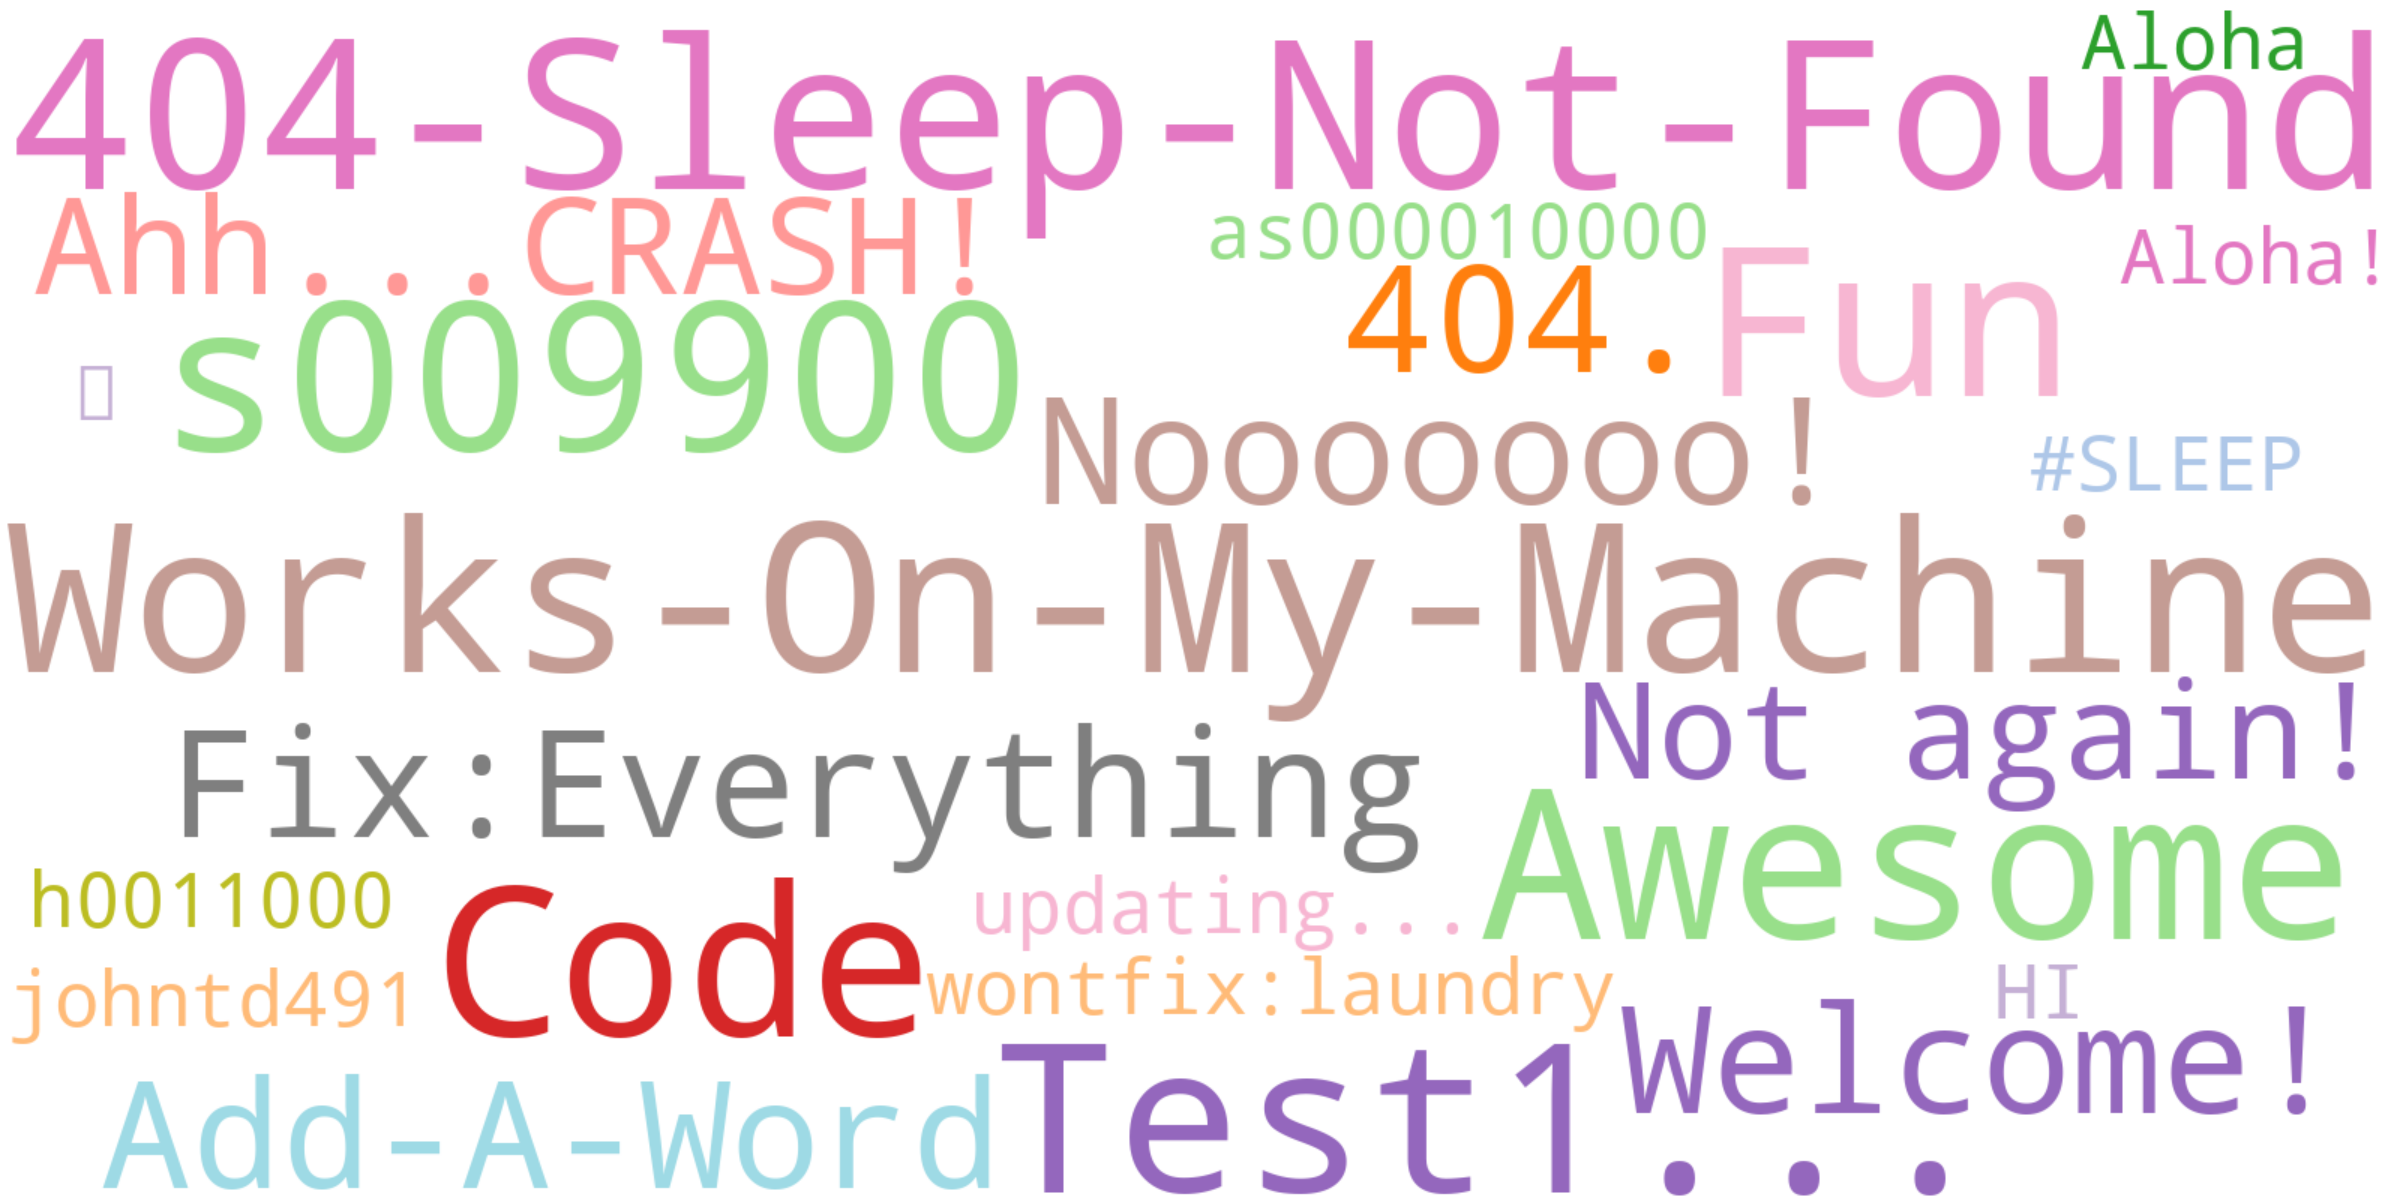 404-Sleep-Not-Found
Aloha
Ahh...CRASH!
as000010000
Aloha!
404.
Fun
s009900
Nooooooo!
#SLEEP
Works-On-My-Machine
Not again!
Fix:Everything
Awesome
h0011000
Code
updating...
johntd491
wontfix:laundry
HI
Welcome!
Add-A-Word
Test1...